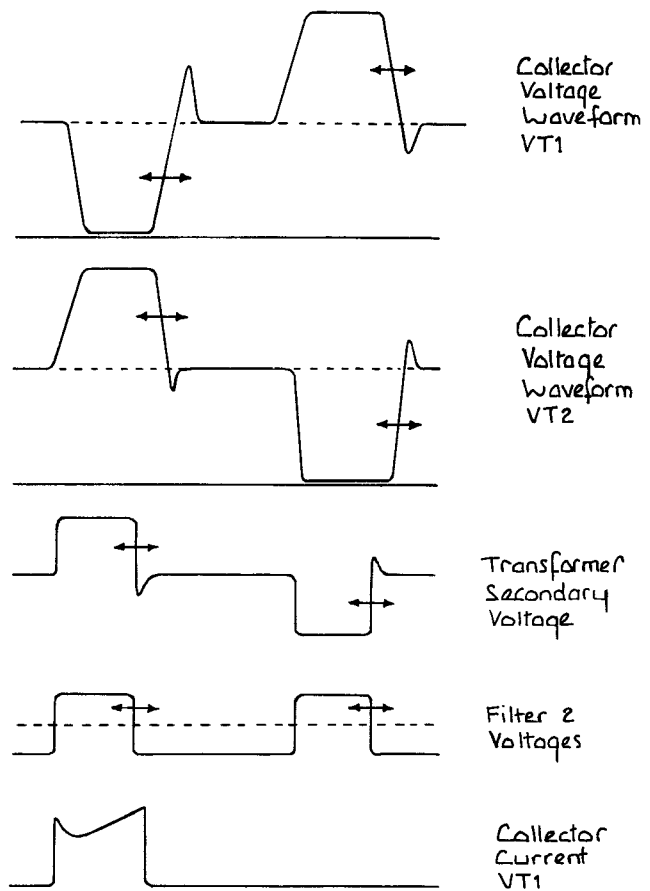 Collector
Voltage
Waveform
VT1
Collector
Voltage
Waveform
VT2
Transformer
Secondary
Voltage
Filter 2
Voltages
Collector
Current
VT1